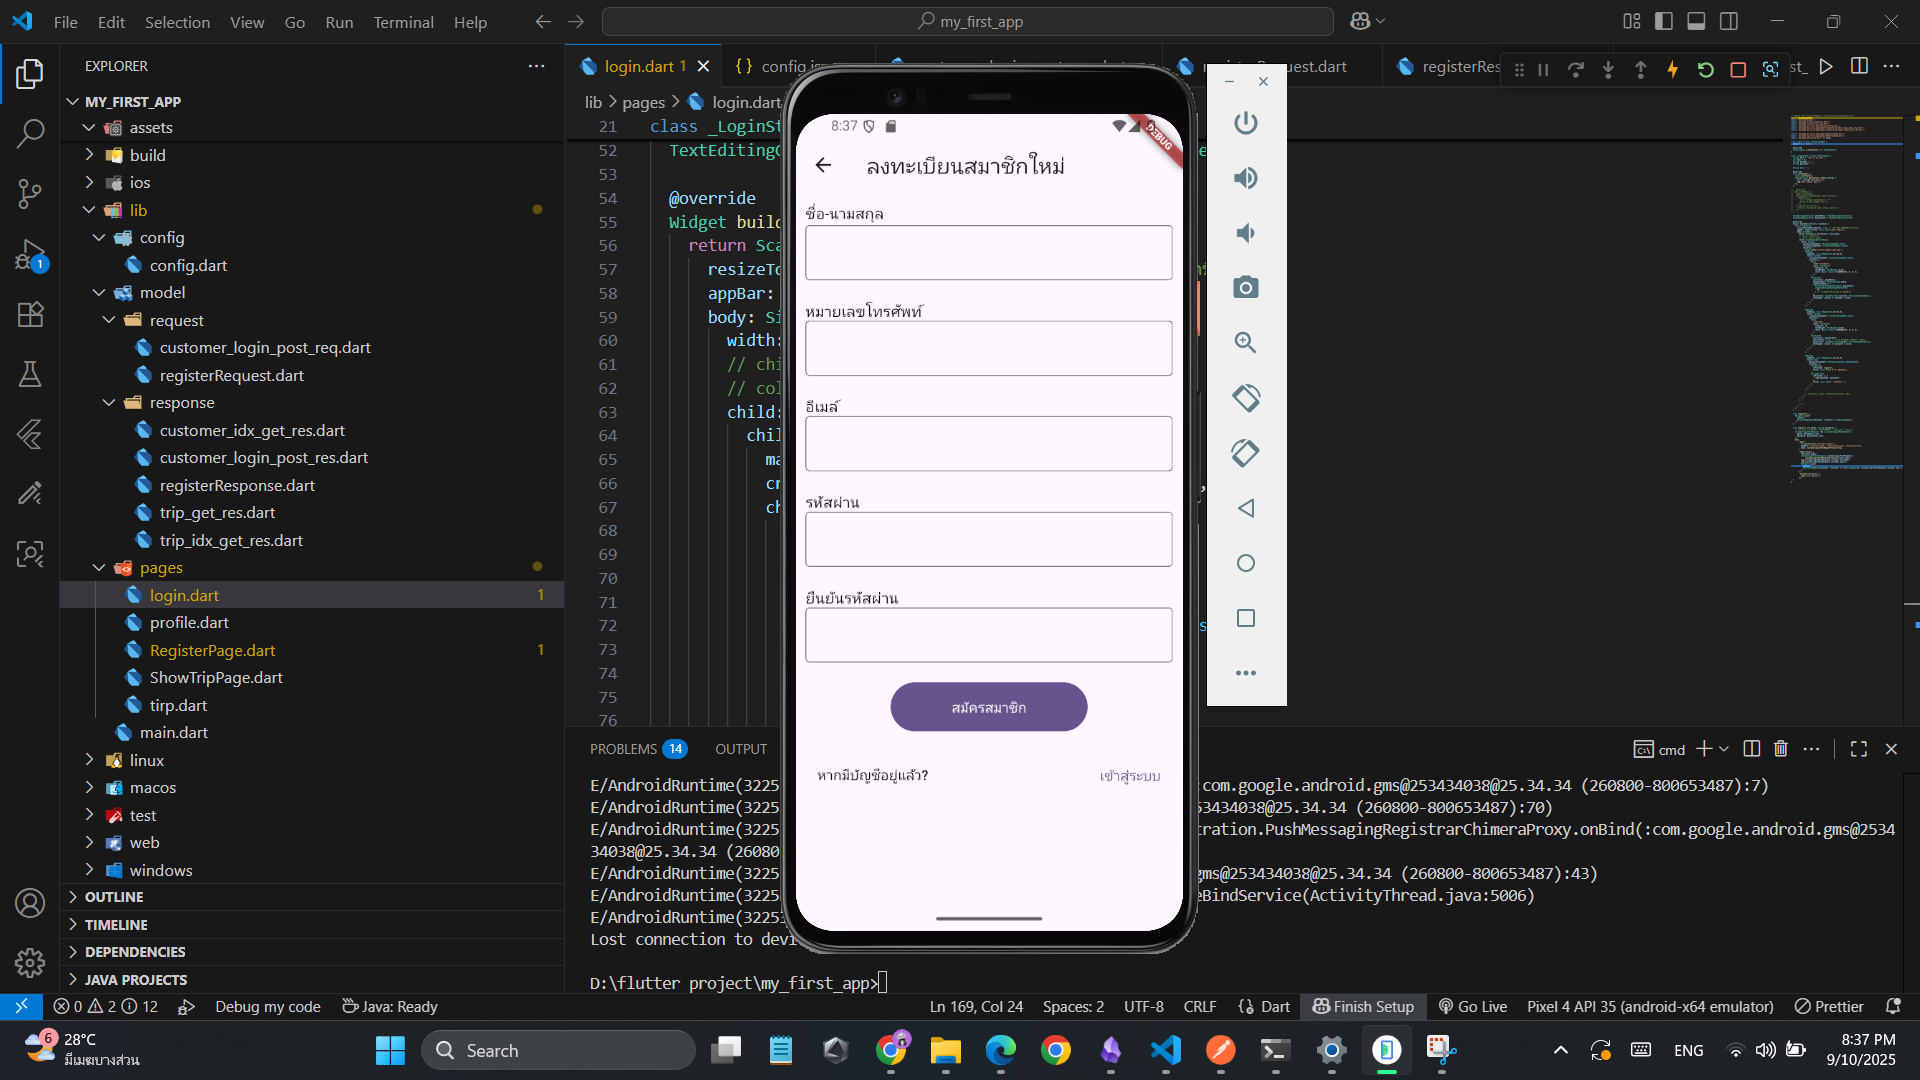 File Edit Selection View Go Run Terminal Help
my_first_app
EXPLORER
MY_FIRST_APP
assets
build
ios
lib
config
config.dart
model
request
customer_login_post_req.dart
registerRequest.dart
response
customer_idx_get_res.dart
customer_login_post_res.dart
registerResponse.dart
trip_get_res.dart
trip_idx_get_res.dart
pages
login.dart 1
profile.dart
RegisterPage.dart 1
ShowTripPage.dart
tirp.dart
main.dart
linux
macos
test
web
windows
OUTLINE
TIMELINE
DEPENDENCIES
JAVA PROJECTS
1
login.dart 1
{} config
registerRes
lib > pages > login.dart
21 class _LoginSt
52 TextEditingC
53
54 @override
55 Widget build
56 return Sca
57 resizeTo
58 appBar:
59 body: Si
60 width:
61 // chi
62 // col
63 child:
64 chil
65 ma
66 cr
67 ch
68
69
70
71
72
73
74
75
76
8:37
DEBUG
ลงทะเบียนสมาชิกใหม่
ชื่อ-นามสกุล
หมายเลขโทรศัพท์
อีเมล์
รหัสผ่าน
ยืนยันรหัสผ่าน
สมัครสมาชิก
หากมีบัญชีอยู่แล้ว?
เข้าสู่ระบบ
PROBLEMS 14 OUTPUT
cmd
E/AndroidRuntime(3225 :com.google.android.gms@253434038@25.34.34 (260800-800653487):7)
E/AndroidRuntime(3225 53434038@25.34.34 (260800-800653487):70)
E/AndroidRuntime(3225 tration.PushMessagingRegistrarChimeraProxy.onBind(:com.google.android.gms@2534
34038@25.34.34 (26080
E/AndroidRuntime(3225 gms@253434038@25.34.34 (260800-800653487):43)
E/AndroidRuntime(3225 eBindService(ActivityThread.java:5006)
E/AndroidRuntime(3225
Lost connection to devi
D:\flutter project\my_first_app>
0 2 12 Debug my code Java: Ready
Ln 169, Col 24 Spaces: 2 UTF-8 CRLF {} Dart Finish Setup Go Live Pixel 4 API 35 (android-x64 emulator) Prettier
6 28°C
มีเมฆบางส่วน
Search
ENG
8:37 PM
9/10/2025